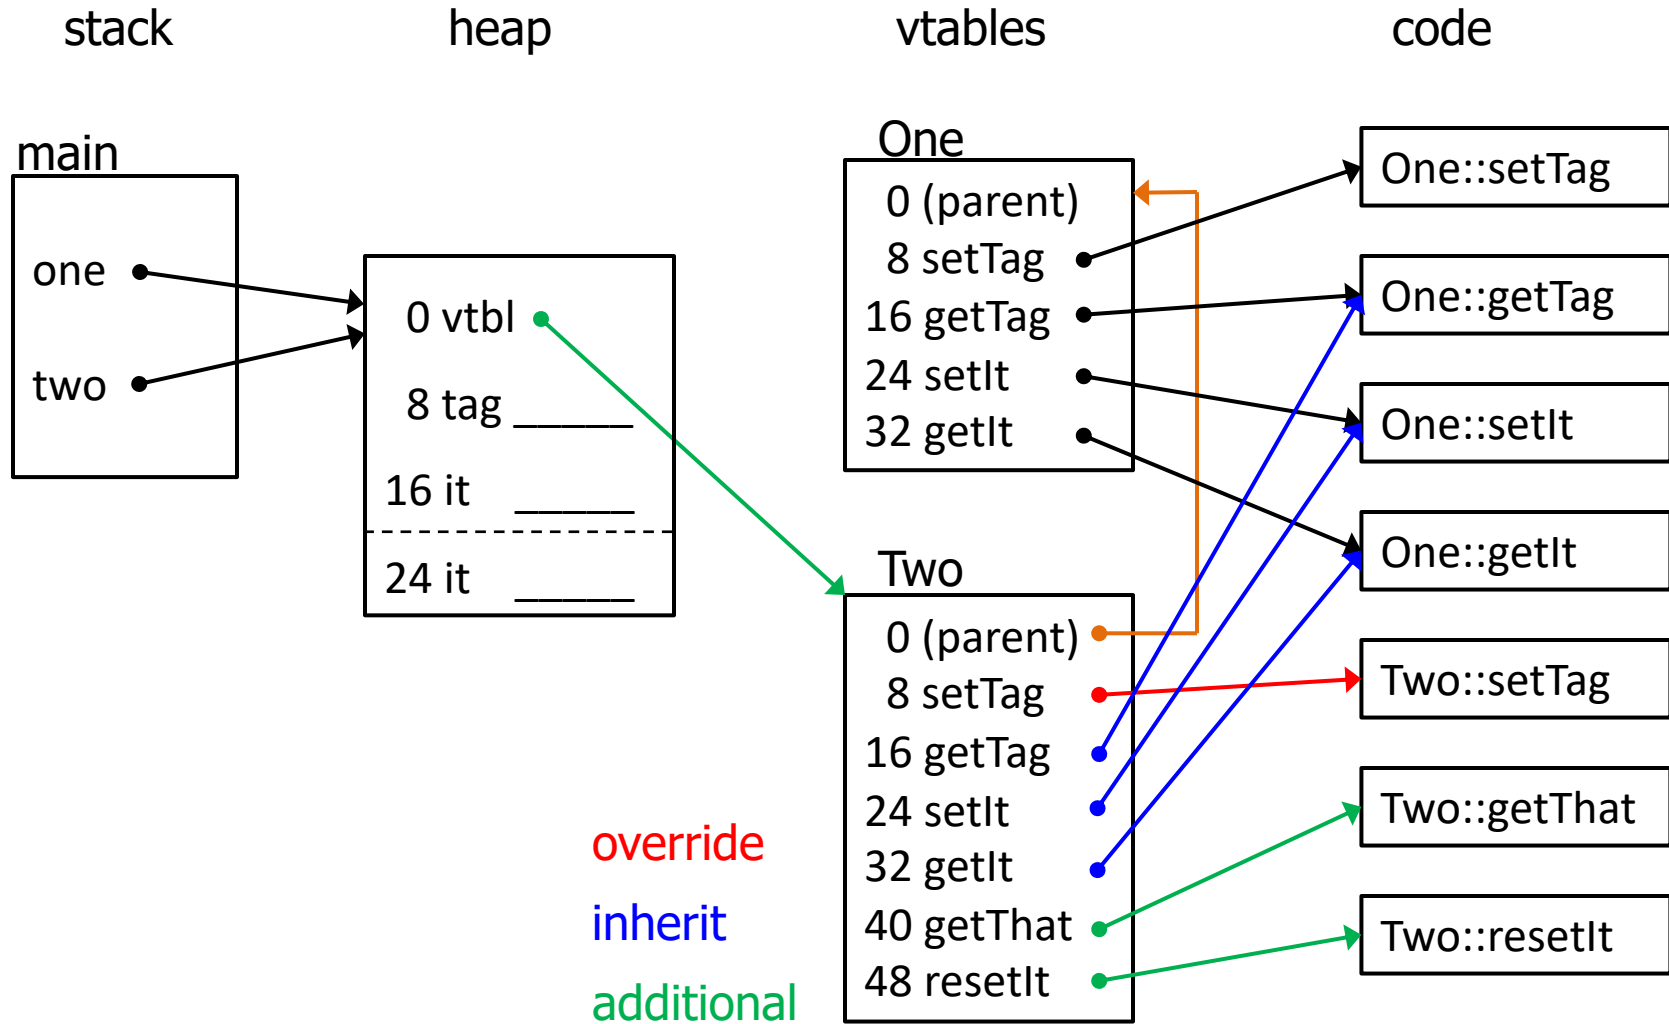 stack
heap
vtables
code
main
one
two
0 vtbl
8 tag _____
16 it _____
24 it _____
One
0 (parent)
8 setTag
16 getTag
24 setIt
32 getIt
Two
0 (parent)
8 setTag
16 getTag
24 setIt
32 getIt
40 getThat
48 resetIt
One::setTag
One::getTag
One::setIt
One::getIt
Two::setTag
Two::getThat
Two::resetIt
override
inherit
additional